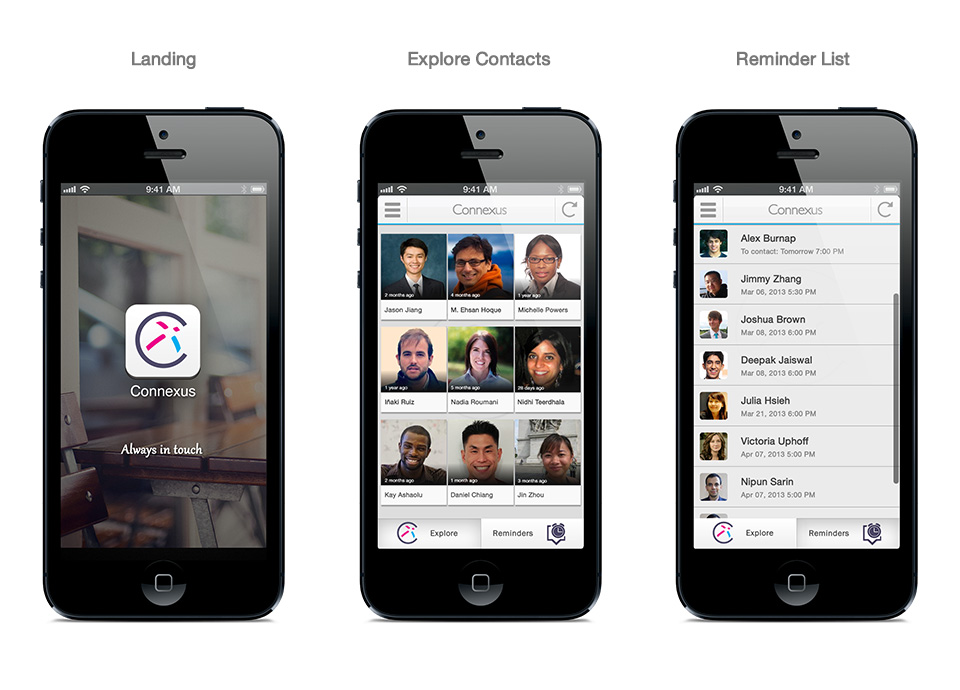 Landing
Explore Contacts
Reminder List
9:41 AM
Connexus
Always in touch
9:41 AM
Connexus
2 months ago
4 months ago
1 year ago
Jason Jiang
M. Ehsan Hoque
Michelle Powers
1 year ago
5 months ago
26 days ago
Iñaki Ruiz
Nadia Roumani
Nidhi Teerdhala
2 months ago
1 month ago
3 months ago
Kay Ashaolu
Daniel Chiang
Jin Zhou
Explore
Reminders
9:41 AM
Connexus
Alex Burnap
To contact: Tomorrow 7:00 PM
Jimmy Zhang
Mar 06, 2013 5:30 PM
Joshua Brown
Mar 08, 2013 6:00 PM
Deepak Jaiswal
Mar 08, 2013 6:00 PM
Julia Hsieh
Mar 21, 2013 6:00 PM
Victoria Uphoff
Apr 07, 2013 5:00 PM
Nipun Sarin
Apr 07, 2013 5:00 PM
Explore
Reminders